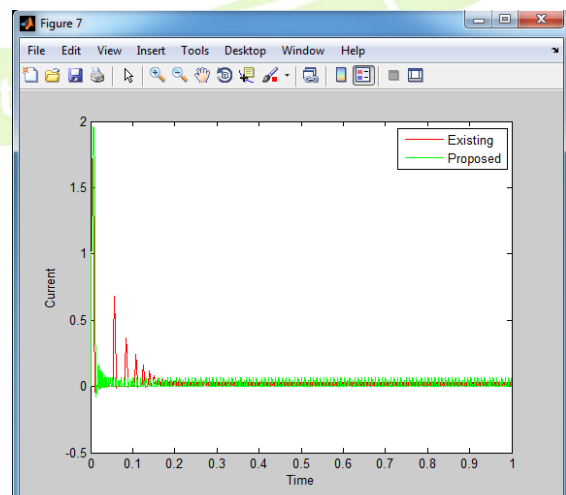 Figure 7
File Edit View Insert Tools Desktop Window Help
2
1.5
1
0.5
0
-0.5
Current
Existing
Proposed
0 0.1 0.2 0.3 0.4 0.5 0.6 0.7 0.8 0.9 1
Time